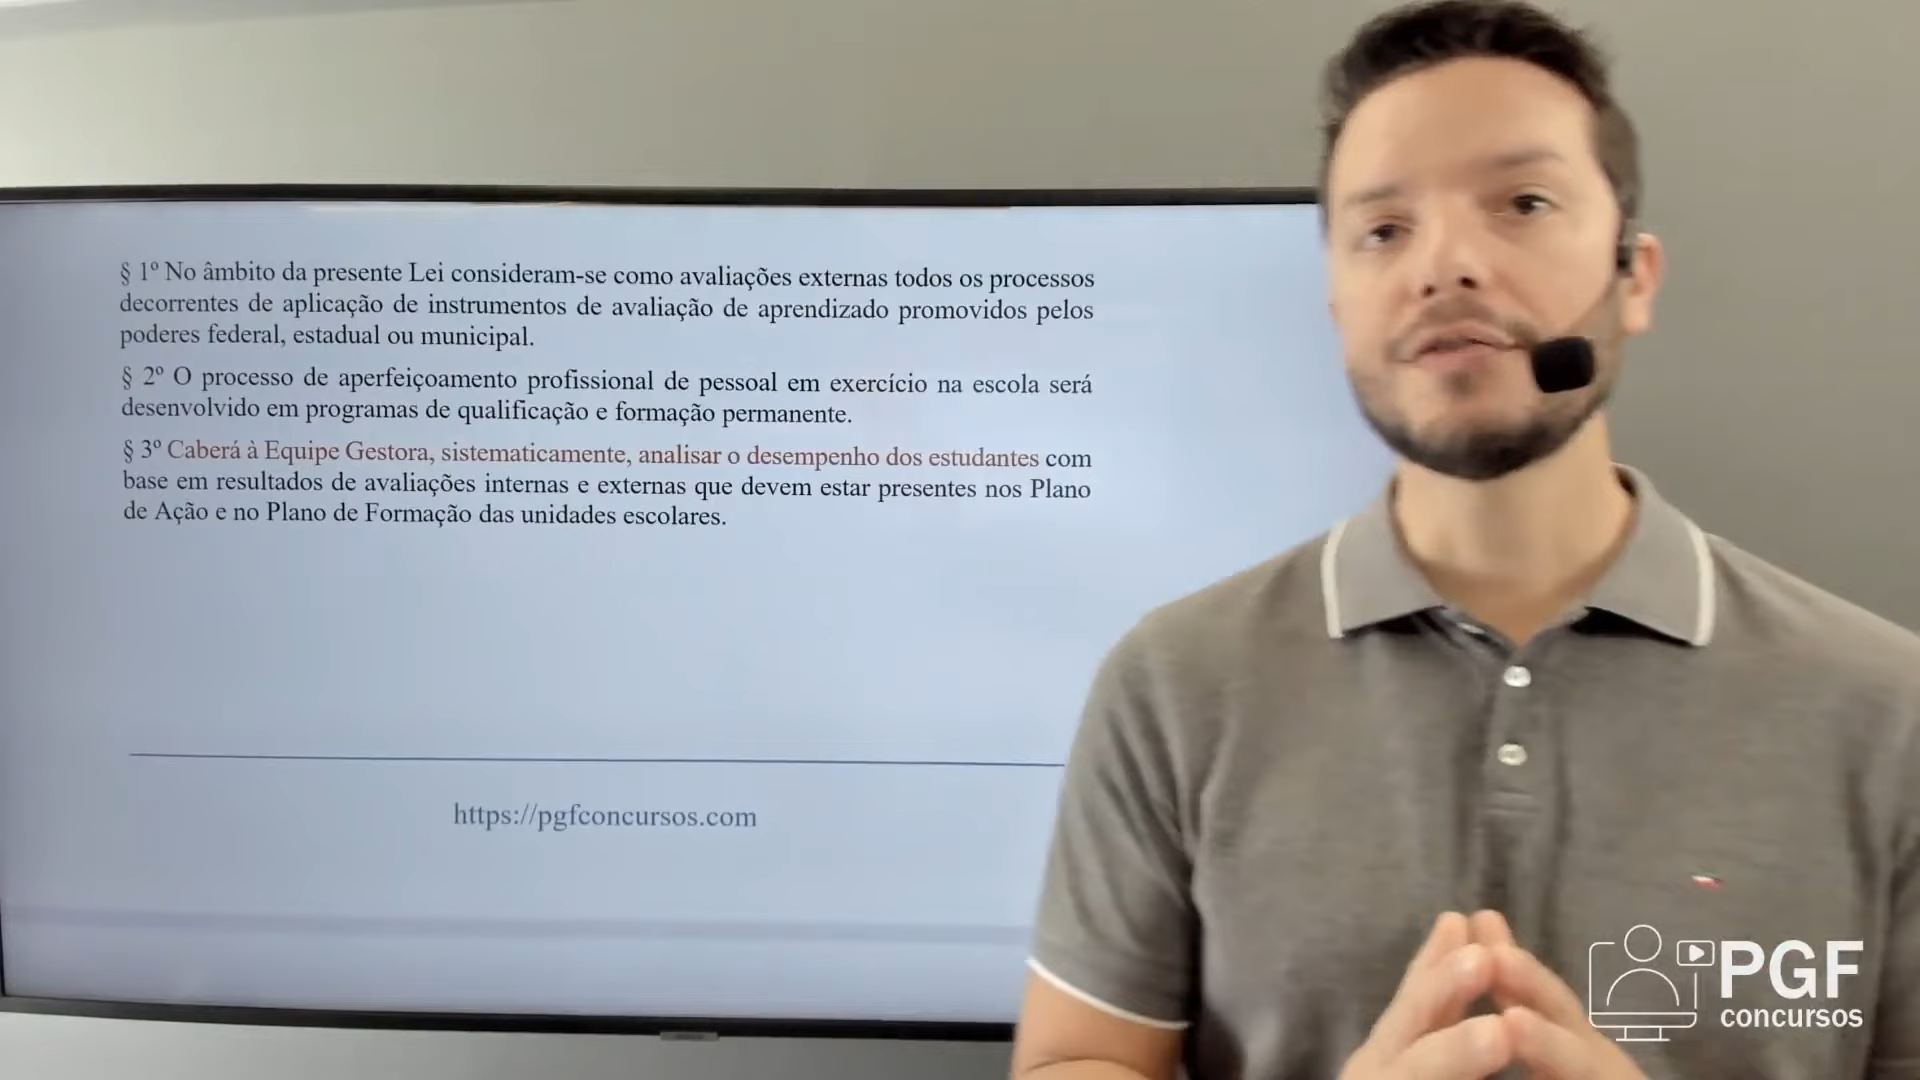 § 1º No âmbito da presente Lei consideram-se como avaliações externas todos os processos
decorrentes de aplicação de instrumentos de avaliação de aprendizado promovidos pelos
poderes federal, estadual ou municipal.
§ 2º O processo de aperfeiçoamento profissional de pessoal em exercício na escola será
desenvolvido em programas de qualificação e formação permanente.
§ 3º Caberá à Equipe Gestora, sistematicamente, analisar o desempenho dos estudantes com
base em resultados de avaliações internas e externas que devem estar presentes nos Plano
de Ação e no Plano de Formação das unidades escolares.
https://pgfconcursos.com
PGF
concursos